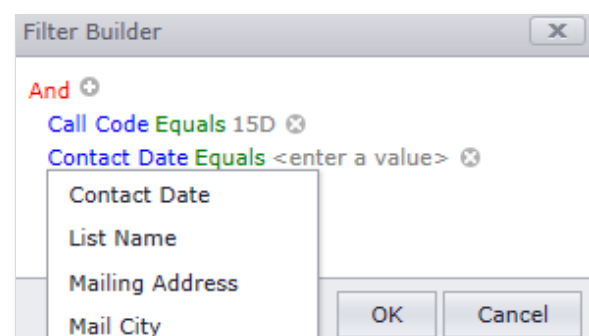 Filter Builder
And
Call Code Equals 15D
Contact Date Equals <enter a value>
Contact Date
List Name
Mailing Address
Mail City
OK Cancel